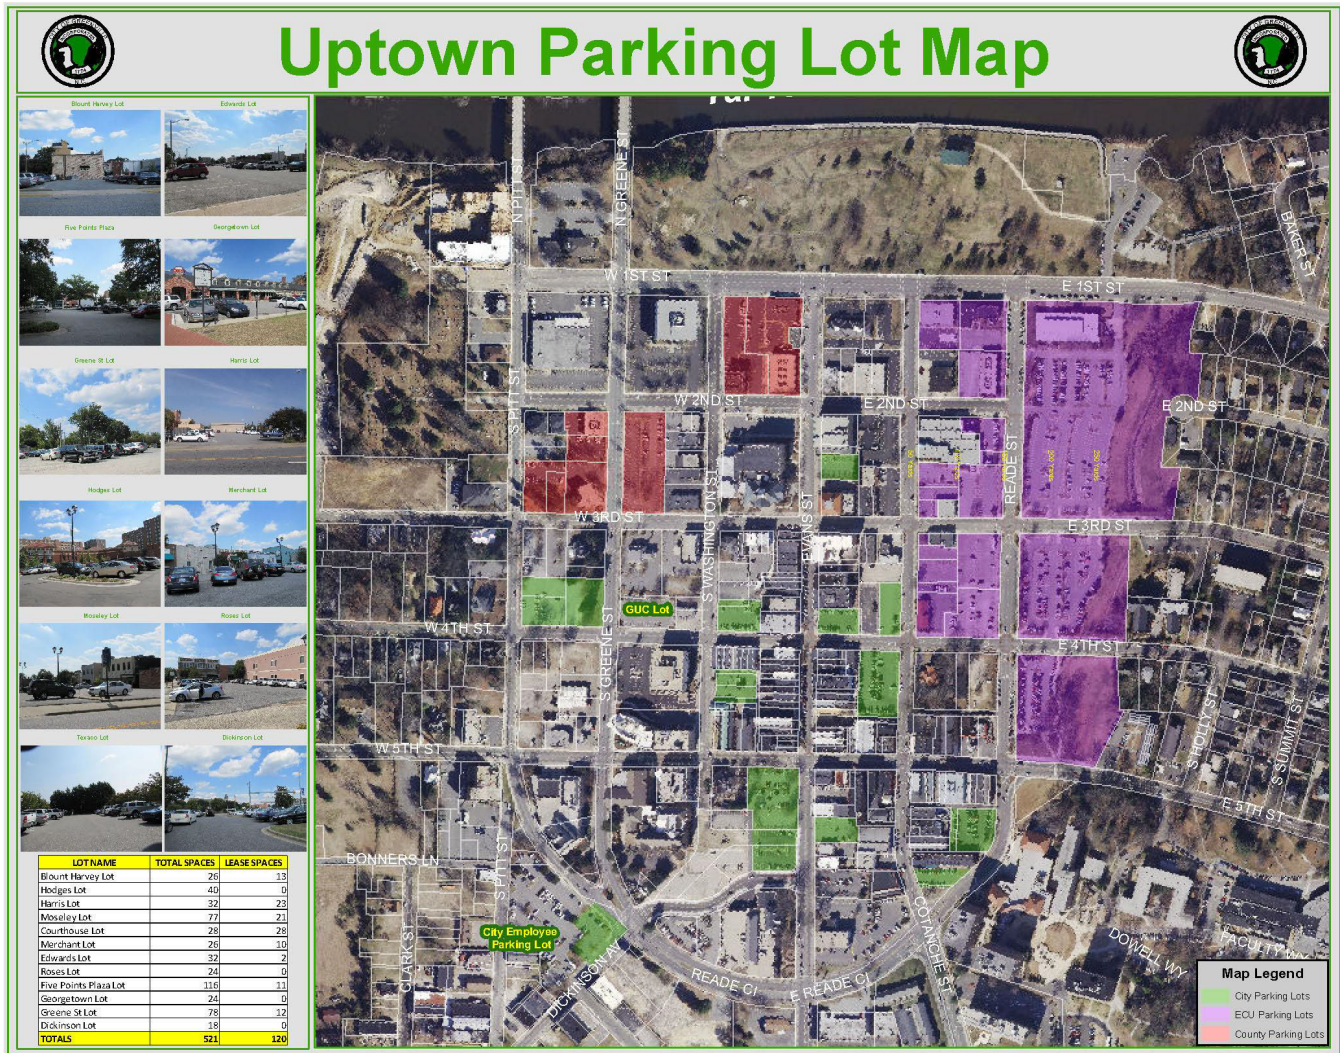 Uptown Parking Lot Map
CITY OF GREENVILLE
INCORPORATED
1774
N.C.
Blount Harvey Lot
Edwards Lot
Five Points Plaza
Georgetown Lot
Greene St Lot
Harris Lot
Hodges Lot
Merchant Lot
Moseley Lot
Roses Lot
Texaco Lot
Dickinson Lot
LOT NAME TOTAL SPACES LEASE SPACES
Blount Harvey Lot 26 13
Hodges Lot 40 0
Harris Lot 32 23
Moseley Lot 77 21
Courthouse Lot 28 28
Merchant Lot 26 10
Edwards Lot 32 2
Roses Lot 24 0
Five Points Plaza Lot 116 11
Georgetown Lot 24 0
Greene St Lot 78 12
Dickinson Lot 18 0
TOTALS 521 120
N PITT ST
N GREENE ST
BAKER ST
W 1ST ST
E 1ST ST
S PITT ST
W 2ND ST
E 2ND ST
E 2ND ST
READE ST
S WASHINGTON ST
EVANS ST
W 3RD ST
E 3RD ST
GUC Lot
W 4TH ST
S GREENE ST
E 4TH ST
S HOLLY ST
S SUMMIT ST
W 5TH ST
E 5TH ST
BONNERS LN
S PITT ST
CLARK ST
City Employee
Parking Lot
DICKINSON AV
READE CI
E READE CI
COTANCHE ST
DOWELL WY
FACULTY WY
Map Legend
City Parking Lots
ECU Parking Lots
County Parking Lots